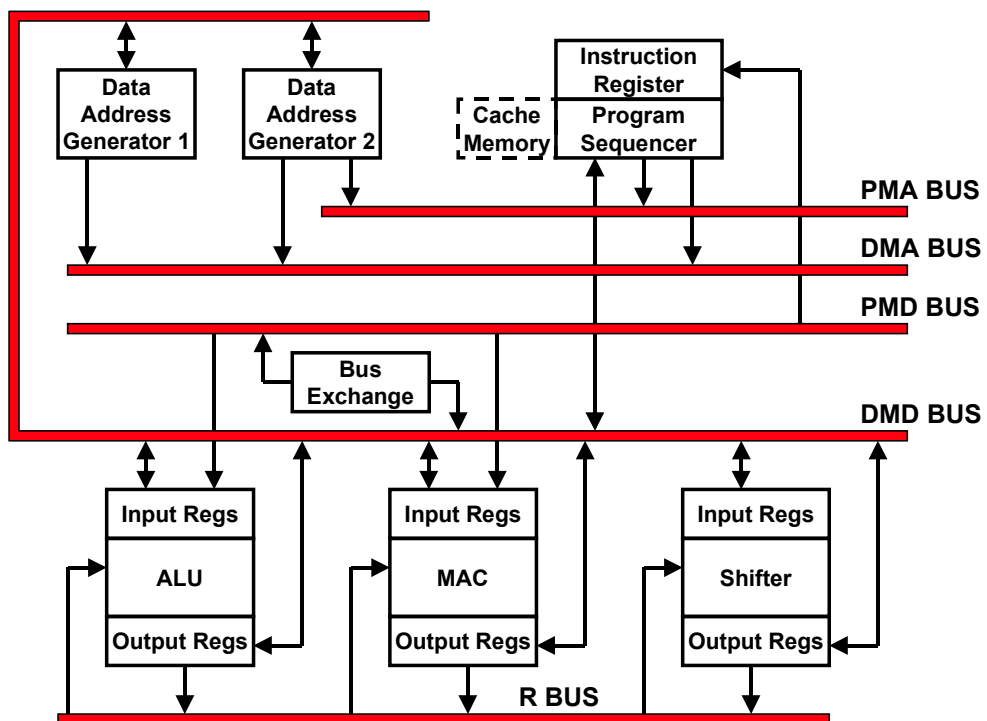 Data
Address
Generator 1
Data
Address
Generator 2
Cache
Memory
Instruction
Register
Program
Sequencer
PMA BUS
DMA BUS
PMD BUS
Bus
Exchange
DMD BUS
Input Regs
ALU
Output Regs
Input Regs
MAC
Output Regs
Input Regs
Shifter
Output Regs
R BUS